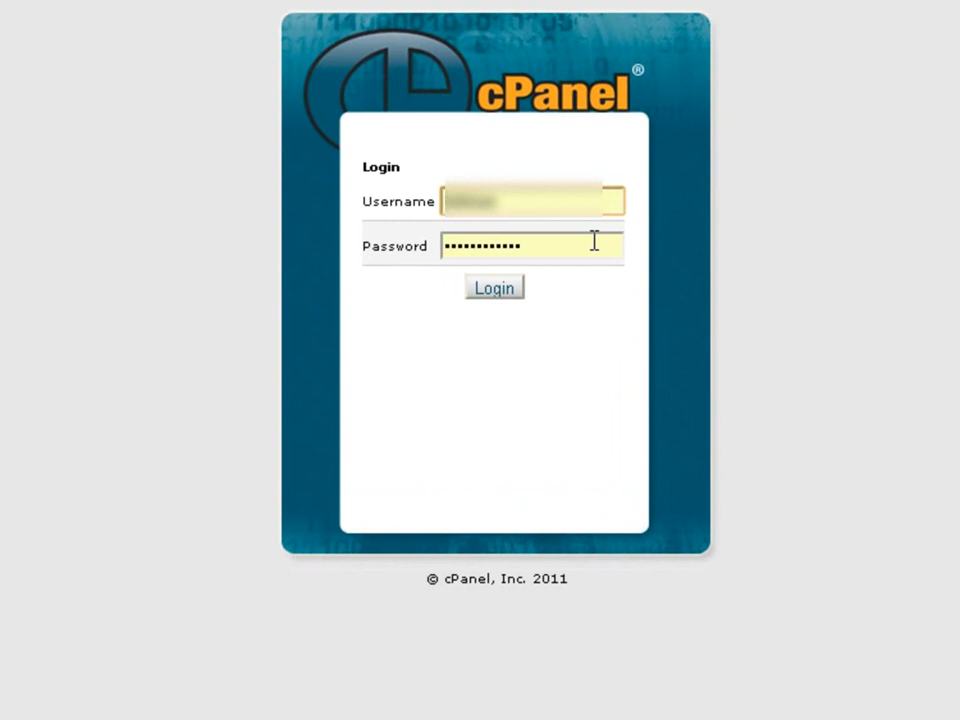 cPanel®
Login
Username
Password ••••••••••••
Login
© cPanel, Inc. 2011